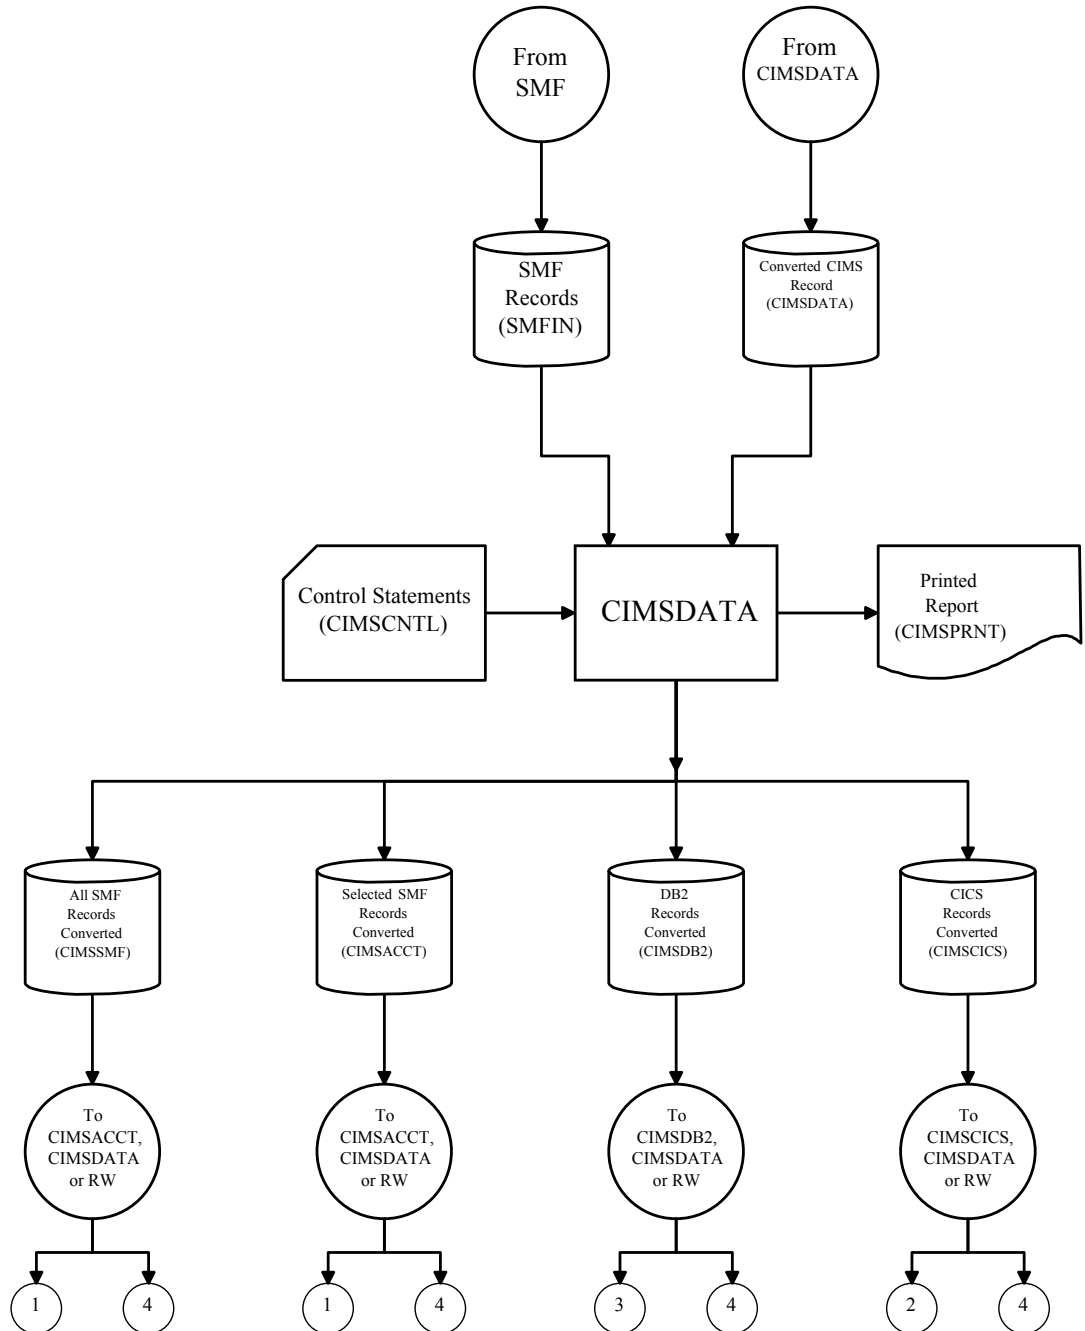 From
SMF
From
CIMSDATA
SMF
Records
(SMFIN)
Converted CIMS
Record
(CIMSDATA)
Control Statements
(CIMSCNTL)
CIMSDATA
Printed
Report
(CIMSPRNT)
All SMF
Records
Converted
(CIMSSMF)
Selected SMF
Records
Converted
(CIMSACCT)
DB2
Records
Converted
(CIMSDB2)
CICS
Records
Converted
(CIMSCICS)
To
CIMSACCT,
CIMSDATA
or RW
To
CIMSACCT,
CIMSDATA
or RW
To
CIMSDB2,
CIMSDATA
or RW
To
CIMSCICS,
CIMSDATA
or RW
1
4
1
4
3
4
2
4